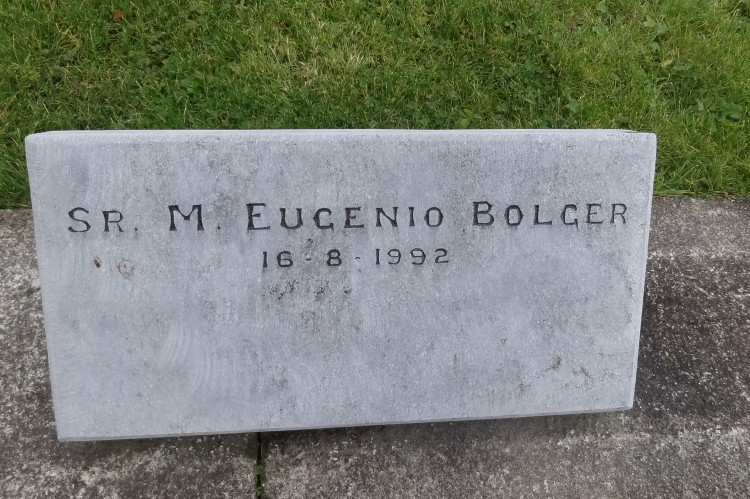 SR. M. EUGENIO BOLGER
16-8-1992